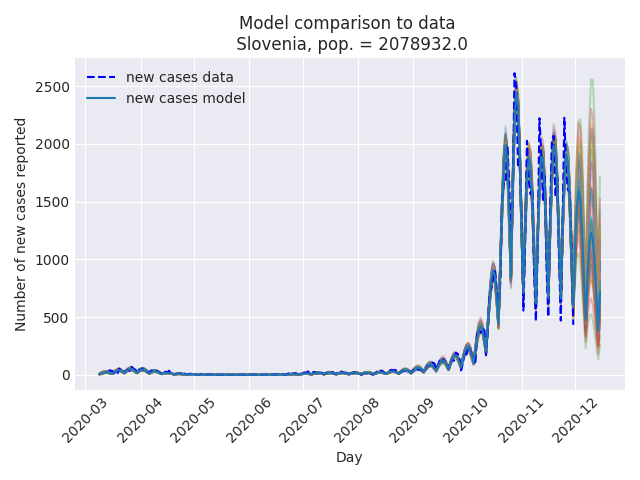 Model comparison to data
Slovenia, pop. = 2078932.0
new cases data
new cases model
Number of new cases reported
2500
2000
1500
1000
500
0
2020-03
2020-04
2020-05
2020-06
2020-07
2020-08
2020-09
2020-10
2020-11
2020-12
Day